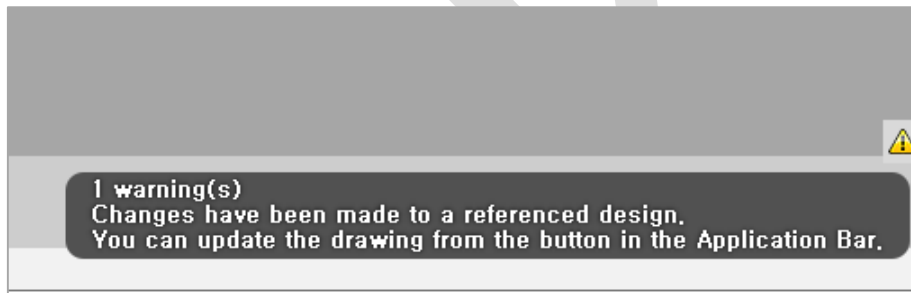 1 warning(s)
Changes have been made to a referenced design.
You can update the drawing from the button in the Application Bar.